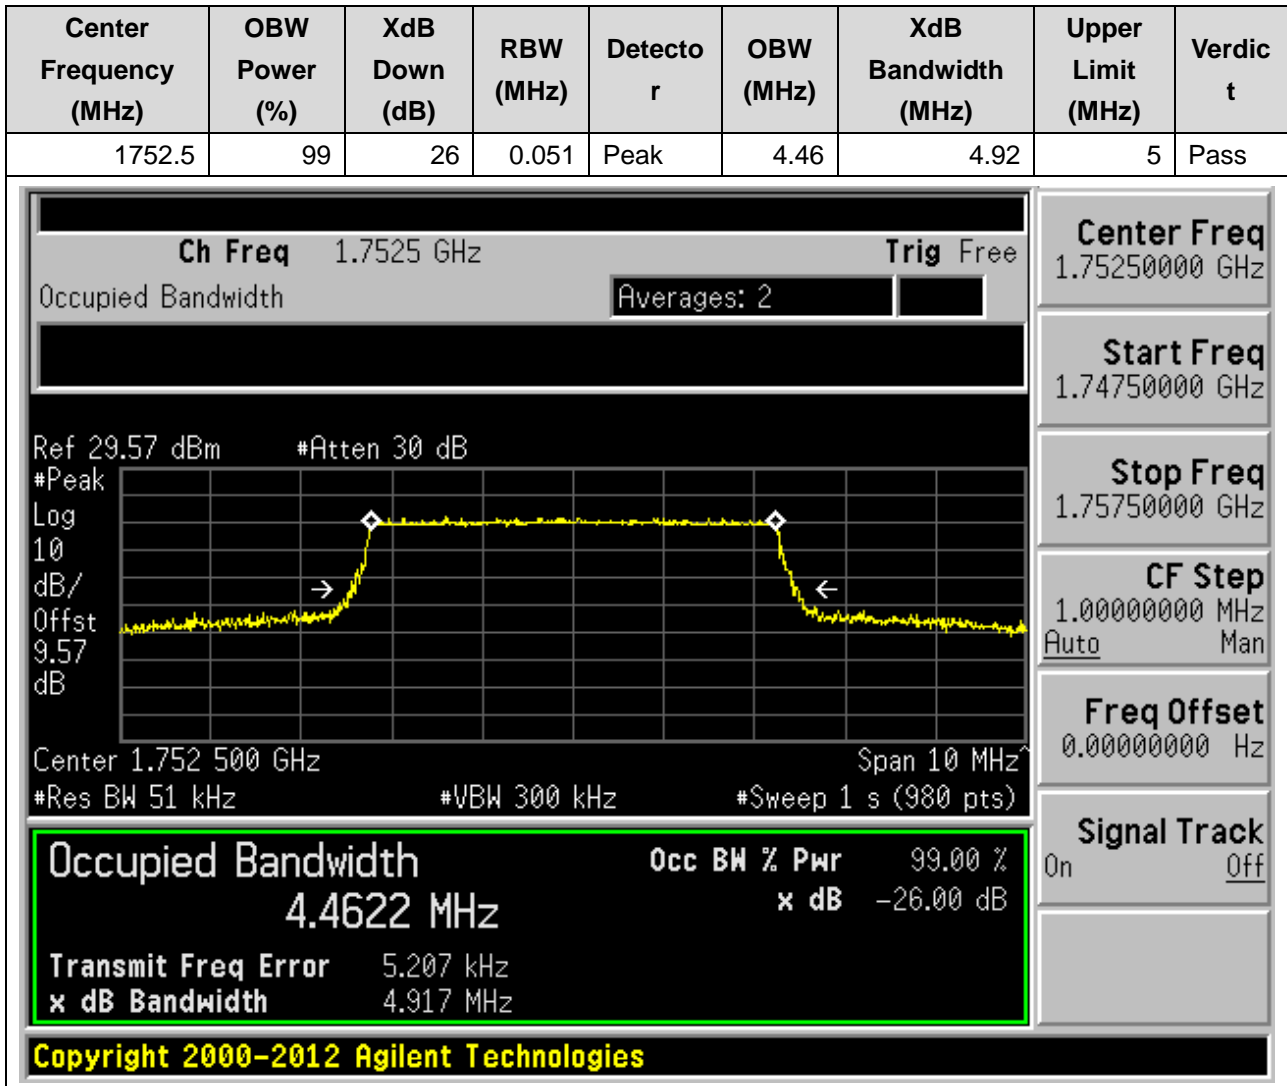 Center Frequency (MHz) OBW Power (%) XdB Down (dB) RBW (MHz) Detecto r OBW (MHz) XdB Bandwidth (MHz) Upper Limit (MHz) Verdic t
1752.5 99 26 0.051 Peak 4.46 4.92 5 Pass
Ch Freq 1.7525 GHz Trig Free
Occupied Bandwidth Averages: 2
Ref 29.57 dBm #Atten 30 dB
#Peak
Log
10
dB/
Offst
9.57
dB
Center 1.752 500 GHz Span 10 MHz^
#Res BW 51 kHz #VBW 300 kHz #Sweep 1 s (980 pts)
Occupied Bandwidth Occ BW % Pwr 99.00 %
4.4622 MHz x dB -26.00 dB
Transmit Freq Error 5.207 kHz
x dB Bandwidth 4.917 MHz
Copyright 2000-2012 Agilent Technologies
Center Freq
1.75250000 GHz
Start Freq
1.74750000 GHz
Stop Freq
1.75750000 GHz
CF Step
1.00000000 MHz
Auto Man
Freq Offset
0.00000000 Hz
Signal Track
On Off